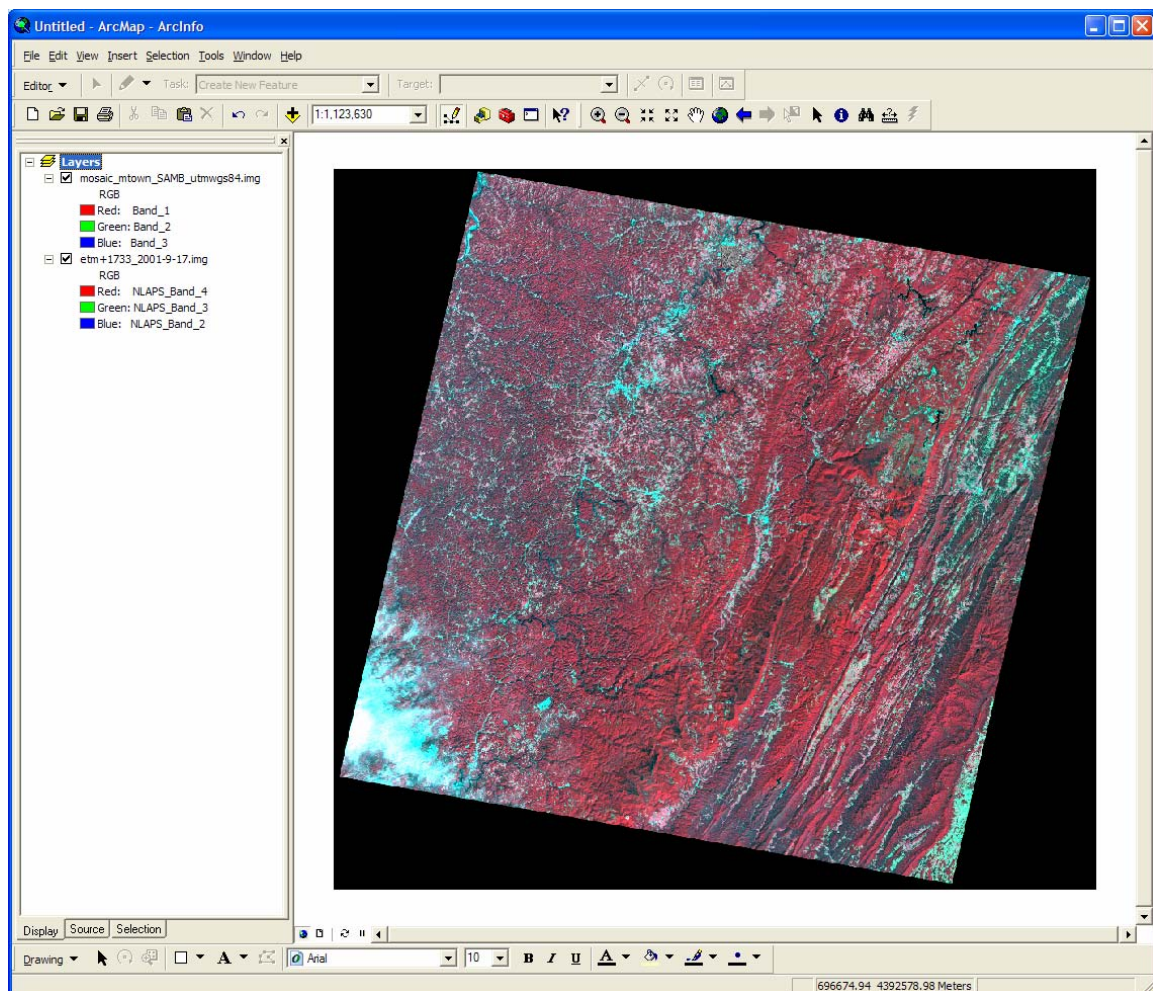 Untitled - ArcMap - ArcInfo
File Edit View Insert Selection Tools Window Help
Editor Task: Create New Feature Target:
1:1,123,630
Layers
mosaic_mtown_SAMB_utmwgs84.img
RGB
Red: Band_1
Green: Band_2
Blue: Band_3
etm+1733_2001-9-17.img
RGB
Red: NLAPS_Band_4
Green: NLAPS_Band_3
Blue: NLAPS_Band_2
Display Source Selection
Drawing A Arial 10 B I U A
696674.94 4392578.98 Meters